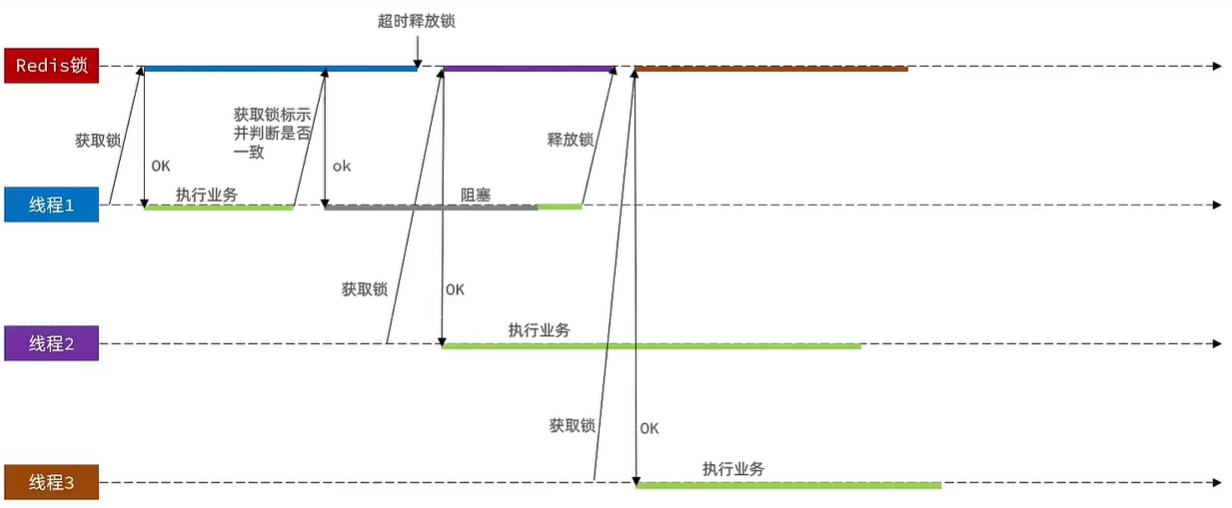 超时释放锁
Redis锁
获取锁标示
并判断是否
一致
获取锁
释放锁
OK
ok
线程1
执行业务
阻塞
获取锁
OK
线程2
执行业务
获取锁
OK
线程3
执行业务